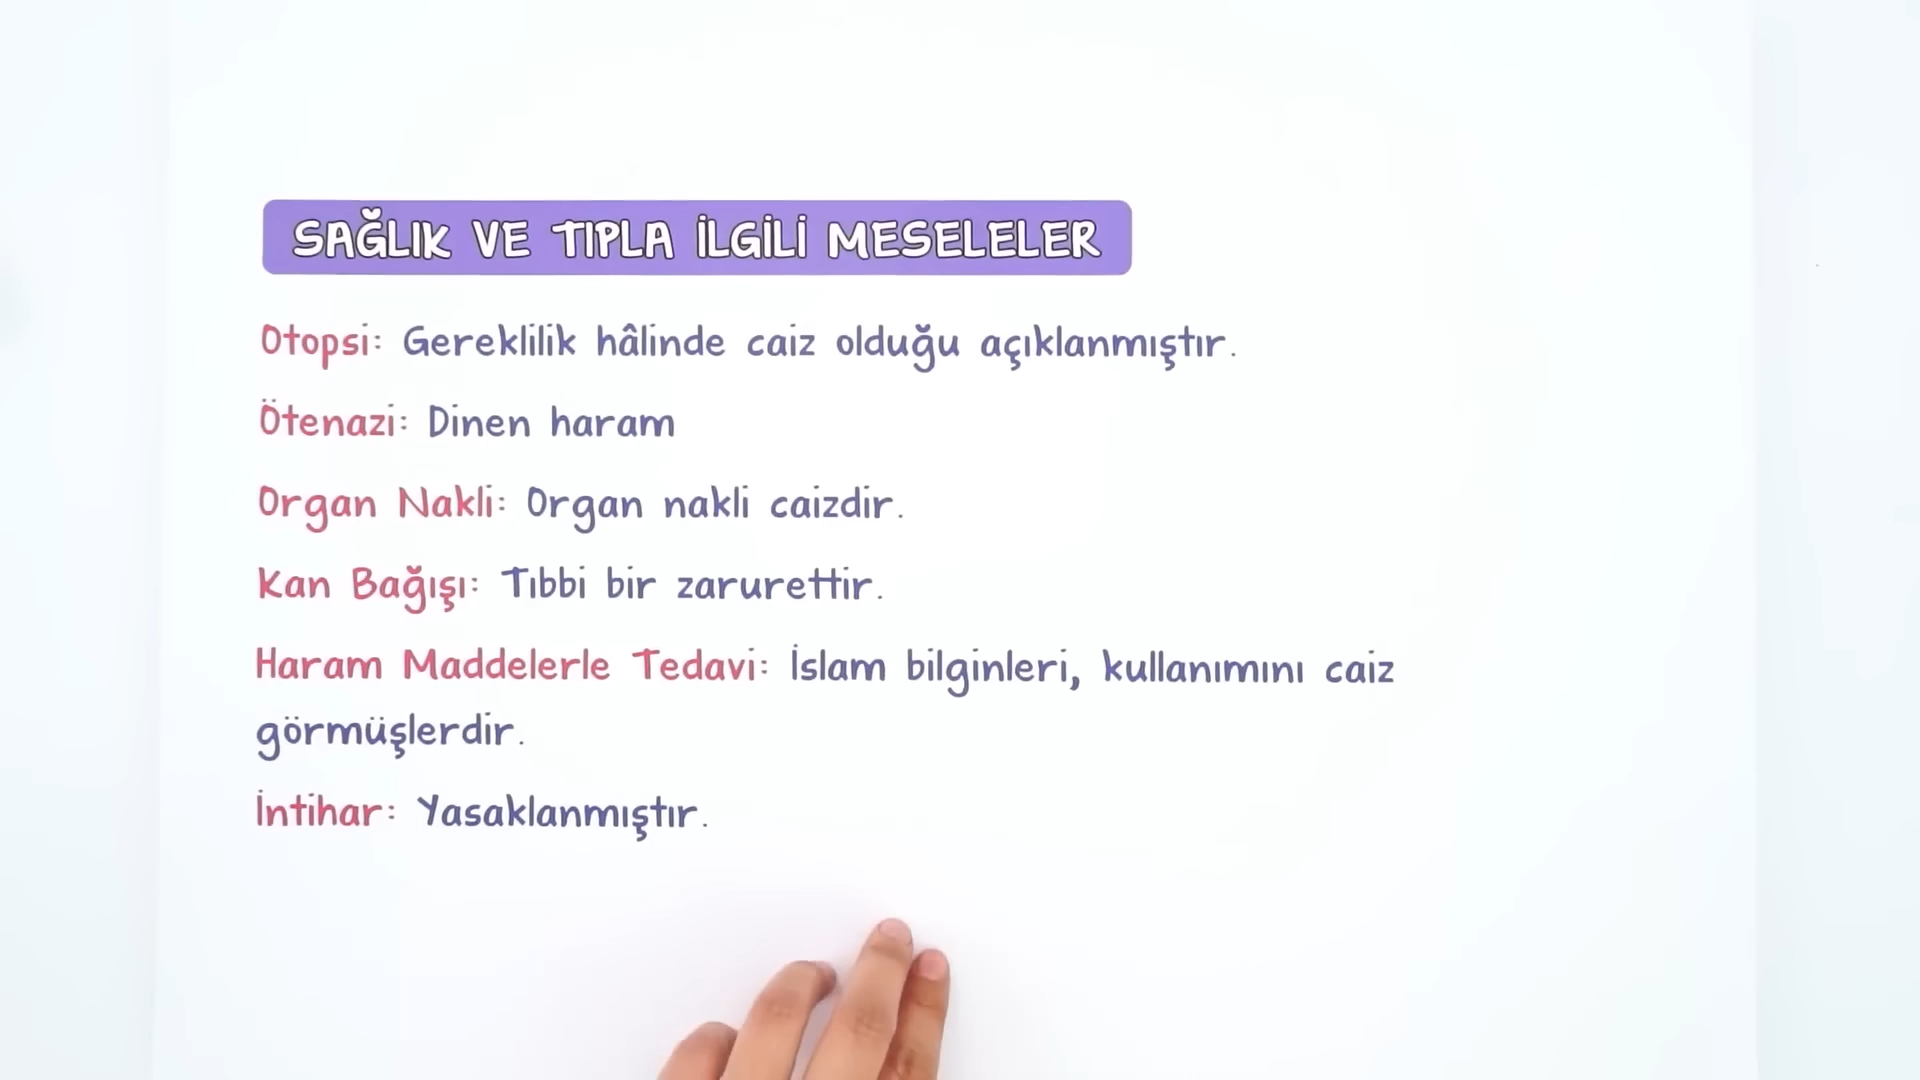 SAĞLIK VE TIPLA İLGİLİ MESELELER
Otopsi: Gereklilik hâlinde caiz olduğu açıklanmıştır.
Ötenazi: Dinen haram
Organ Nakli: Organ nakli caizdir.
Kan Bağışı: Tıbbi bir zarurettir.
Haram Maddelerle Tedavi: İslam bilginleri, kullanımını caiz
görmüşlerdir.
İntihar: Yasaklanmıştır.